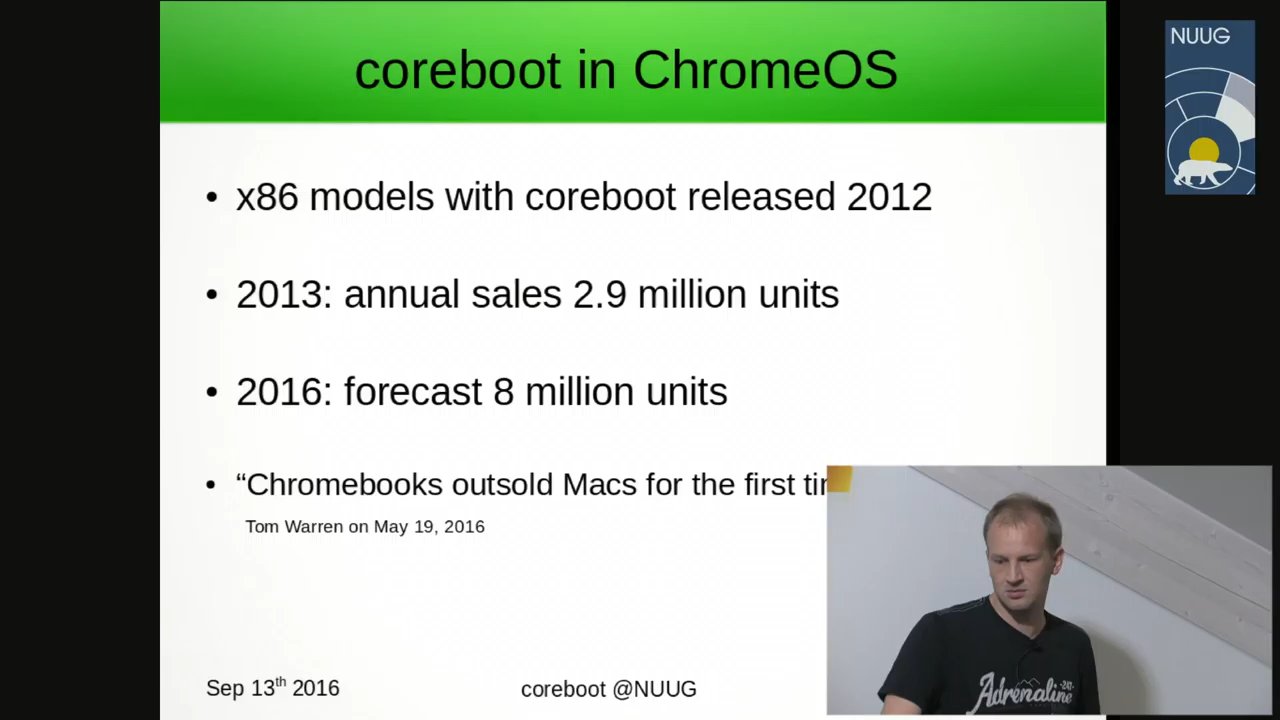 coreboot in ChromeOS
NUUG
• x86 models with coreboot released 2012
• 2013: annual sales 2.9 million units
• 2016: forecast 8 million units
• “Chromebooks outsold Macs for the first
Tom Warren on May 19, 2016
Adrenaline
-247-
Sep 13th 2016
coreboot @NUUG